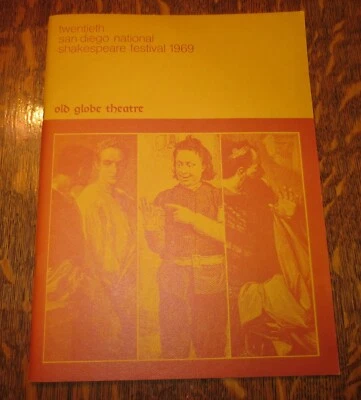 twentieth
san diego national
shakespeare festival 1969
old globe theatre